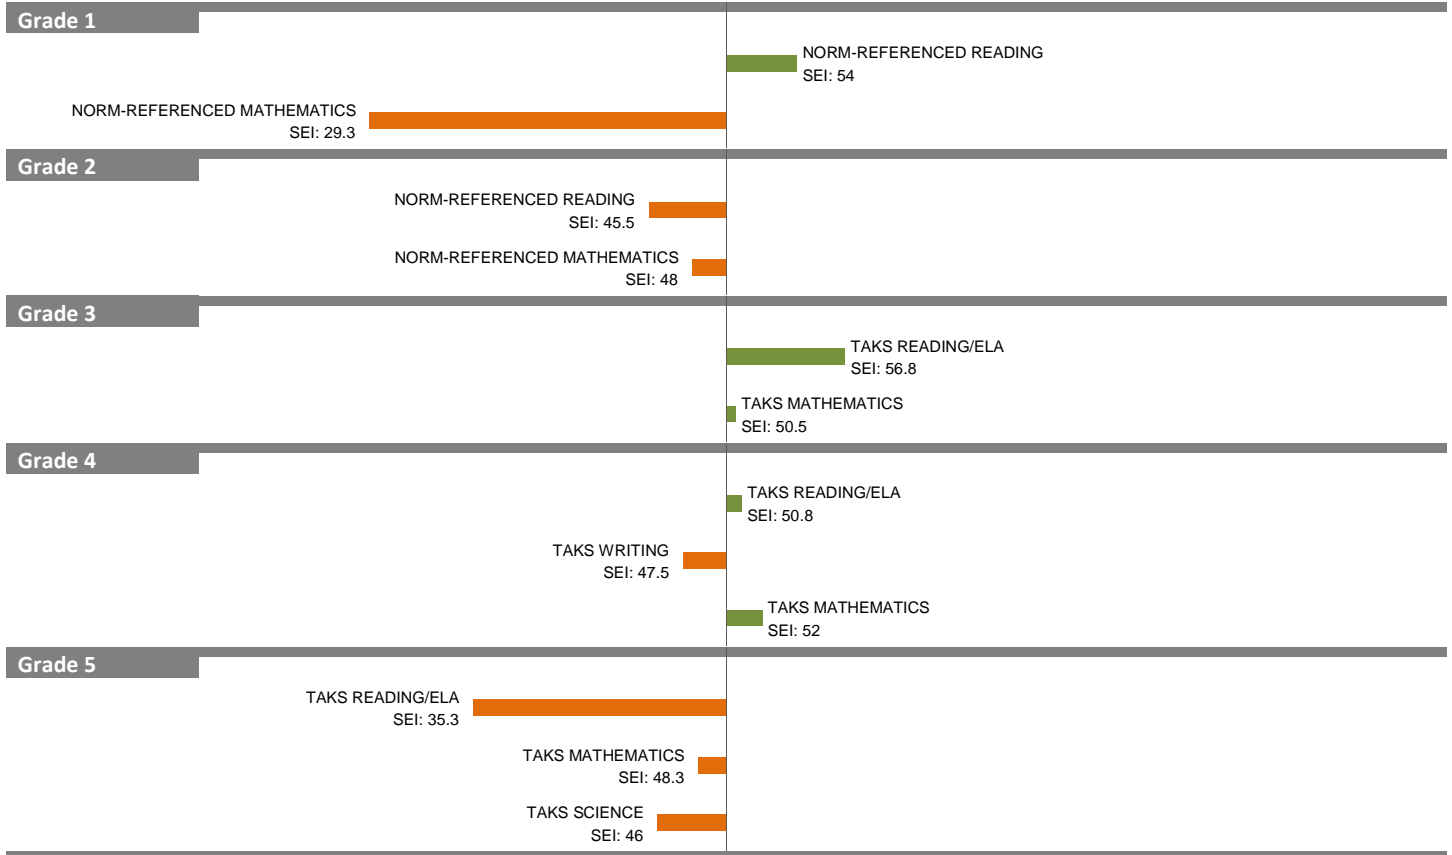 Grade 1
NORM-REFERENCED READING
SEI: 54
NORM-REFERENCED MATHEMATICS
SEI: 29.3
Grade 2
NORM-REFERENCED READING
SEI: 45.5
NORM-REFERENCED MATHEMATICS
SEI: 48
Grade 3
TAKS READING/ELA
SEI: 56.8
TAKS MATHEMATICS
SEI: 50.5
Grade 4
TAKS READING/ELA
SEI: 50.8
TAKS WRITING
SEI: 47.5
TAKS MATHEMATICS
SEI: 52
Grade 5
TAKS READING/ELA
SEI: 35.3
TAKS MATHEMATICS
SEI: 48.3
TAKS SCIENCE
SEI: 46